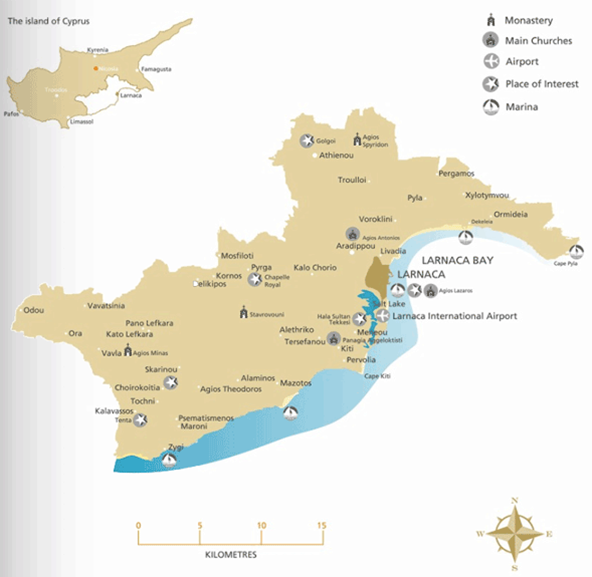 The island of Cyprus
Kyrenia
Nicosia
Famagusta
Troodos
Larnaca
Pafos
Limassol
Monastery
Main Churches
Airport
Place of Interest
Marina
Golgoi
Agios
Spyridon
Athienou
Troulloi
Pergamos
Pyla
Xylotymvou
Ormideia
Voroklini
Dekeleia
Agios Antonios
Aradippou
Livadia
Cape Pyla
LARNACA BAY
Mosfiloti
Pyrga
Kalo Chorio
LARNACA
Kornos
Chapelle
Royal
Delikipos
Agios Lazaros
Salt Lake
Vavatsinia
Odou
Stavrovouni
Hala Sultan
Tekkesi
Larnaca International Airport
Pano Lefkara
Alethriko
Meneou
Ora
Kato Lefkara
Tersefanou
Panagia Aggeloktisti
Kiti
Vavla
Agios Minas
Pervolia
Skarinou
Cape Kiti
Choirokoitia
Alaminos
Mazotos
Agios Theodoros
Tochni
Kalavassos
Tenta
Psematismenos
Maroni
Zygi
N
W
E
S
0
5
10
15
KILOMETRES